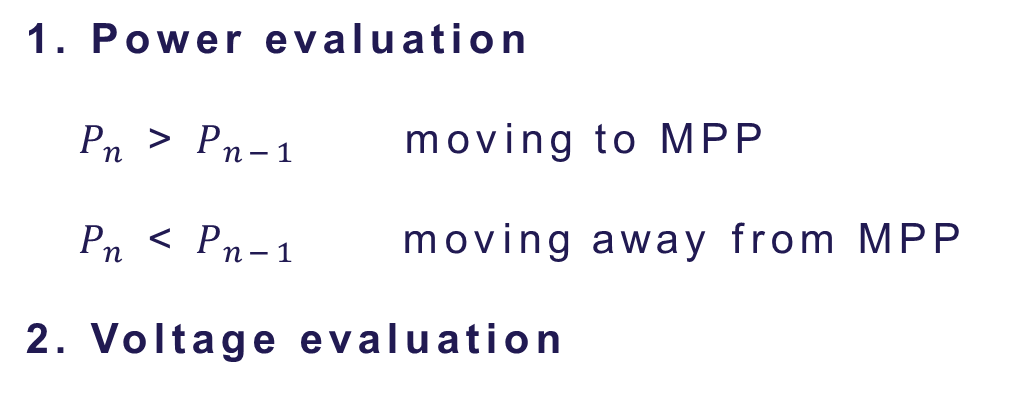 1. Power evaluation
Pₙ > Pₙ₋₁ moving to MPP
Pₙ < Pₙ₋₁ moving away from MPP
2. Voltage evaluation